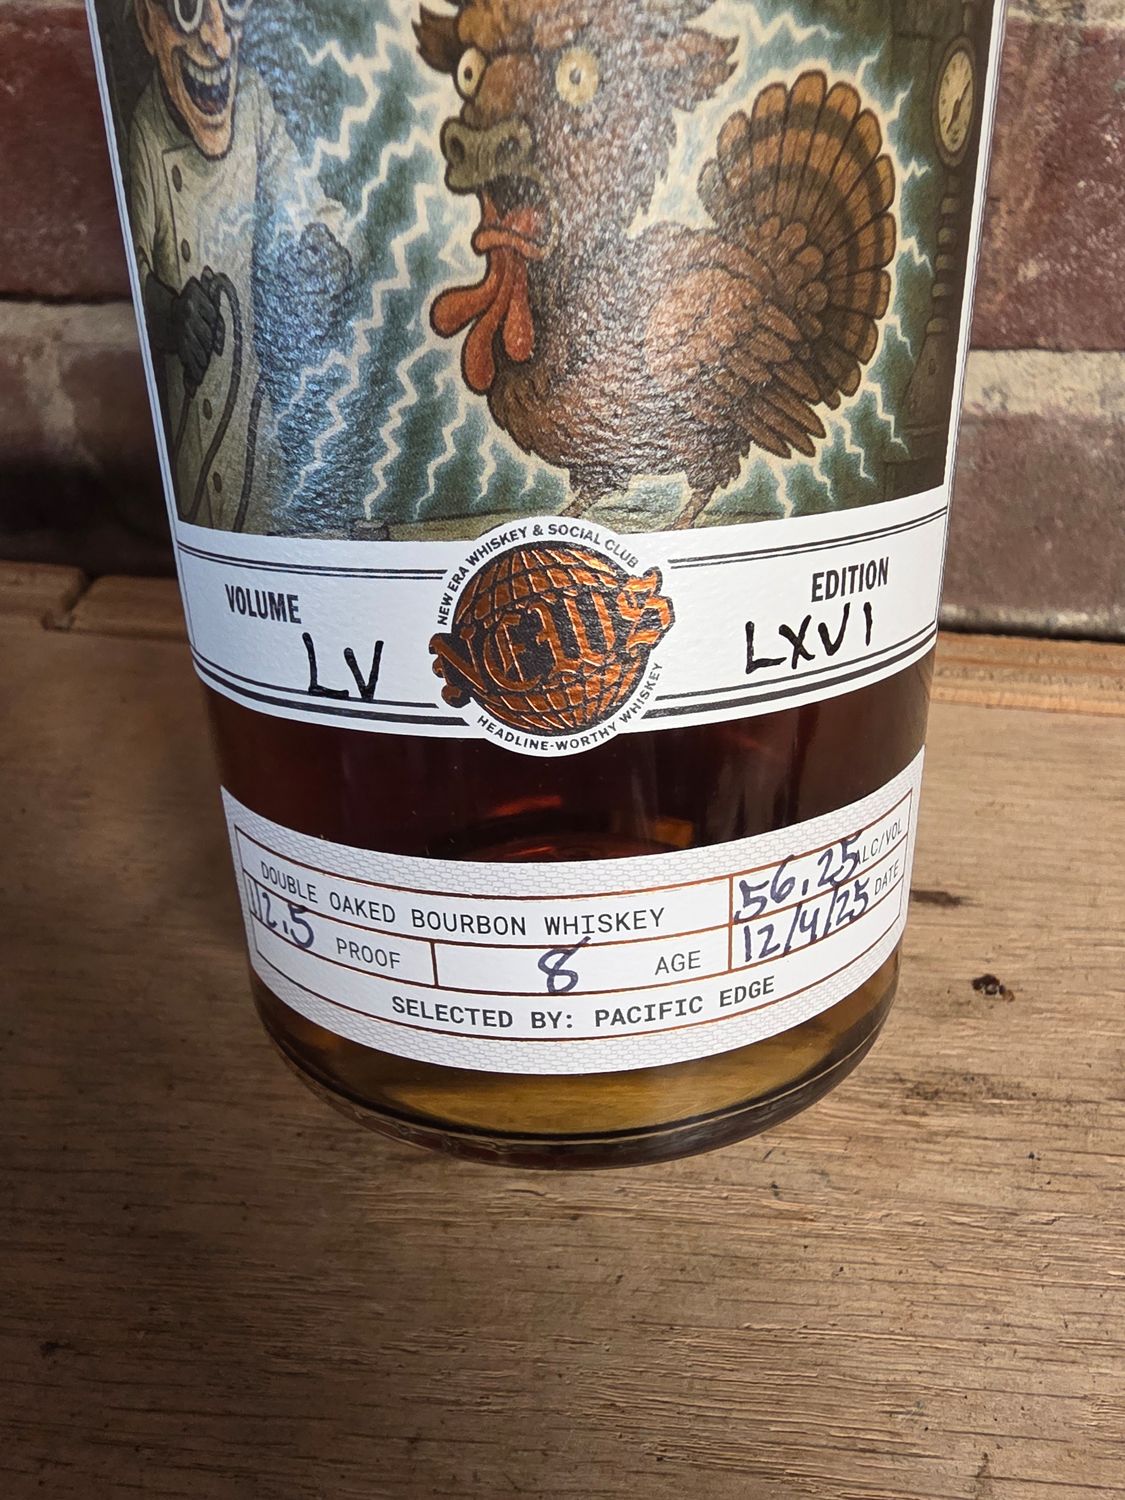 NEW ERA WHISKEY & SOCIAL CLUB
VOLUME
LV
NEWS
EDITION
LXVI
HEADLINE-WORTHY WHISKEY
DOUBLE OAKED BOURBON WHISKEY
56.25 ALC/VOL
112.5 PROOF
8 AGE
12/4/25 DATE
SELECTED BY: PACIFIC EDGE